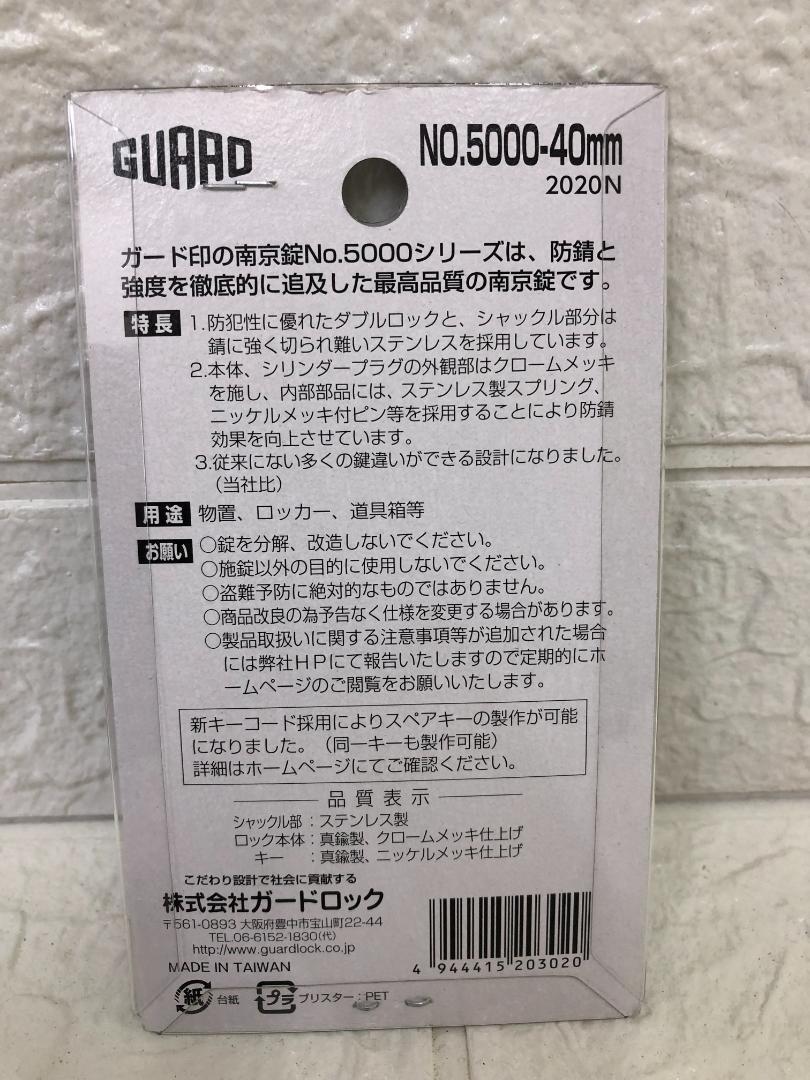 GUARD
NO.5000-40mm
2020N
ガード印の南京錠No.5000シリーズは、防錆と
強度を徹底的に追及した最高品質の南京錠です。
特長 1.防犯性に優れたダブルロックと、シャックル部分は
錆に強く切られ難いステンレスを採用しています。
2.本体、シリンダープラグの外観部はクロームメッキ
を施し、内部部品には、ステンレス製スプリング、
ニッケルメッキ付ピン等を採用することにより防錆
効果を向上させています。
3.従来にない多くの鍵違いができる設計になりました。
（当社比）
用途 物置、ロッカー、道具箱等
お願い ○錠を分解、改造しないでください。
○施錠以外の目的に使用しないでください。
○盗難予防に絶対的なものではありません。
○商品改良の為予告なく仕様を変更する場合があります。
○製品取扱いに関する注意事項等が追加された場合
には弊社HPにて報告いたしますので定期的にホ
ームページのご閲覧をお願いいたします。
新キーコード採用によりスペアキーの製作が可能
になりました。（同一キーも製作可能）
詳細はホームページにてご確認ください。
品質表示
シャックル部：ステンレス製
ロック本体：真鍮製、クロームメッキ仕上げ
キー：真鍮製、ニッケルメッキ仕上げ
こだわり設計で社会に貢献する
株式会社ガードロック
〒561-0893 大阪府豊中市宝山町22-44
TEL.06-6152-1830(代)
http://www.guardlock.co.jp
MADE IN TAIWAN
4 944415 203020
紙 台紙 プラ ブリスター：PET